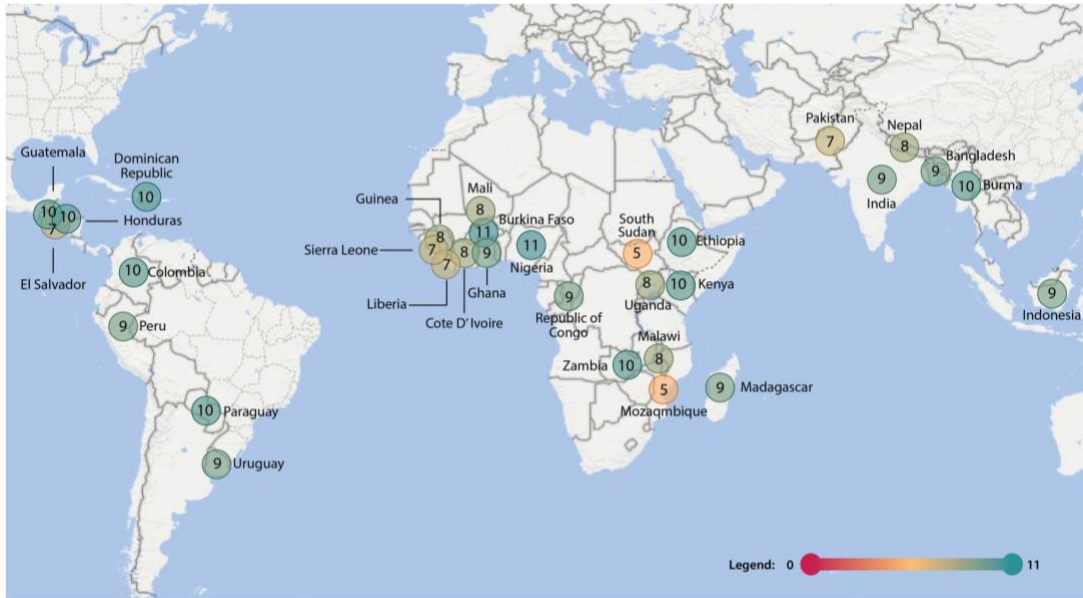 Guatemala
Dominican
Republic
10
10
10
7
Honduras
El Salvador
10
Colombia
9
Peru
10
Paraguay
9
Uruguay
Guinea
Mali
8
Burkina Faso
11
8
Sierra Leone
7
7
8
9
11
Nigeria
Liberia
Ghana
Cote D' Ivoire
South
Sudan
5
10
Ethiopia
8
Uganda
10
Kenya
9
Republic of
Congo
Malawi
Zambia
10
8
5
Mozaqmbique
9
Madagascar
Pakistan
7
Nepal
8
Bangladesh
9
9
India
10
Burma
9
Indonesia
Legend: 0
11